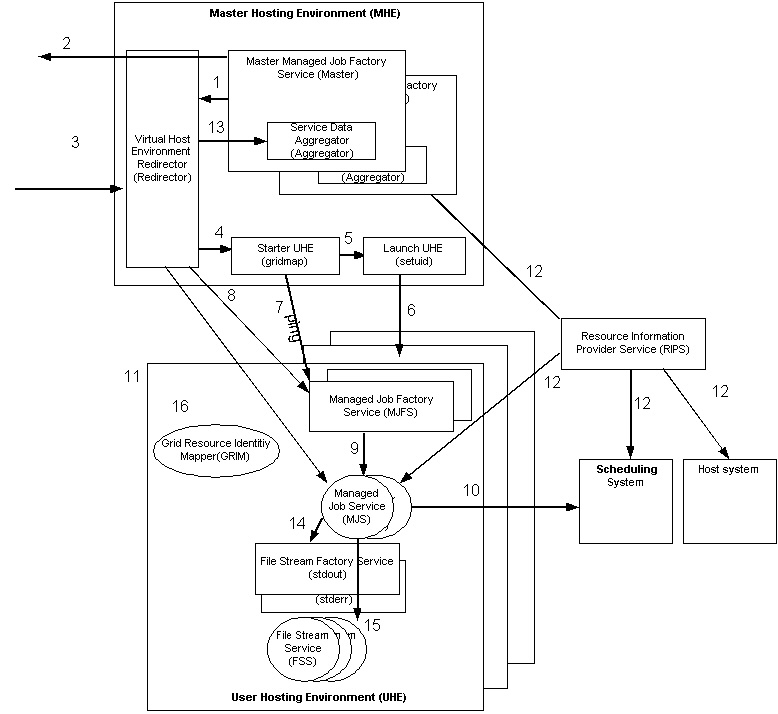 Master Hosting Environment (MHE)
2
Master Managed Job Factory
Service (Master)
actory
)
1
3
13
Virtual Host
Environment
Redirector
(Redirector)
Service Data
Aggregator
(Aggregator)
(Aggregator)
4
Starter UHE
(gridmap)
5
Launch UHE
(setuid)
12
8
7
ping
6
Resource Information
Provider Service (RIPS)
11
16
12
12
12
Managed Job Factory
Service (MJFS)
Grid Resource Identitiy
Mapper(GRIM)
9
Scheduling
System
Host system
Managed
Job Service
(MJS)
10
14
File Stream Factory Service
(stdout)
(stderr)
15
File Stream
m
Service
(FSS)
User Hosting Environment (UHE)